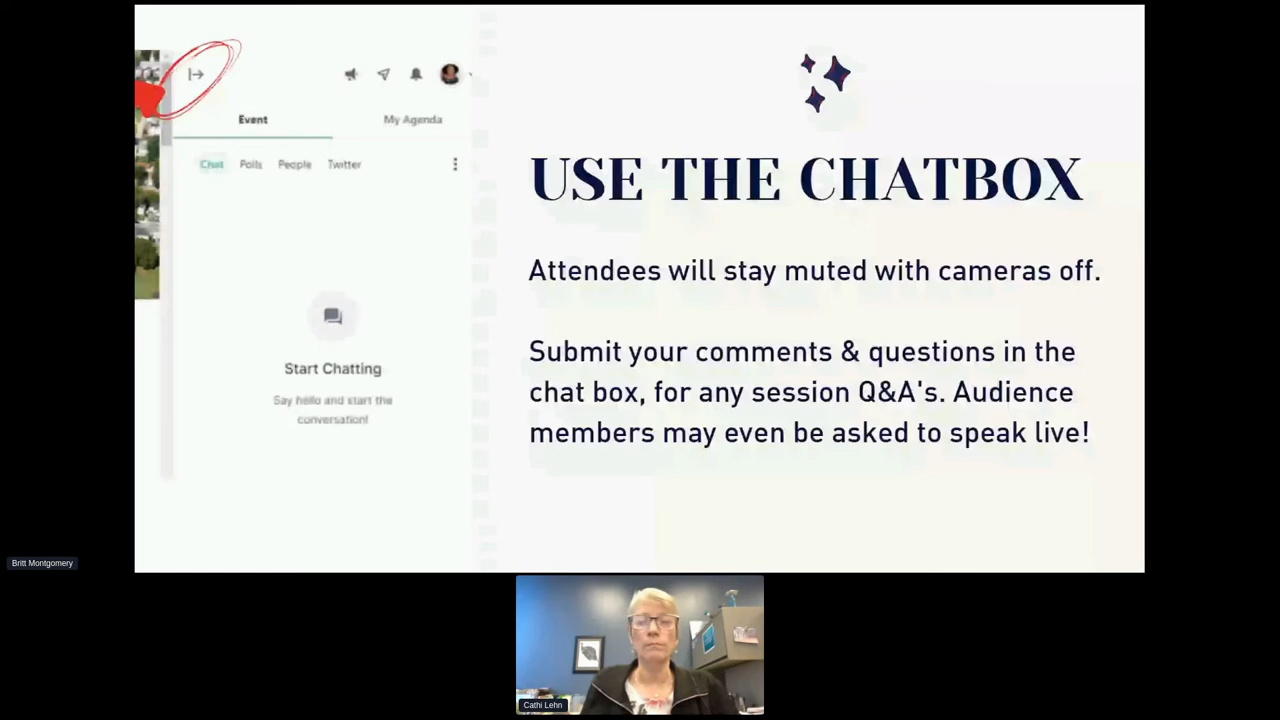 Event
My Agenda
Chat
Polls
People
Twitter
Start Chatting
Say hello and start the
conversation!
USE THE CHATBOX
Attendees will stay muted with cameras off.
Submit your comments & questions in the
chat box, for any session Q&A's. Audience
members may even be asked to speak live!
Britt Montgomery
Cathi Lehn